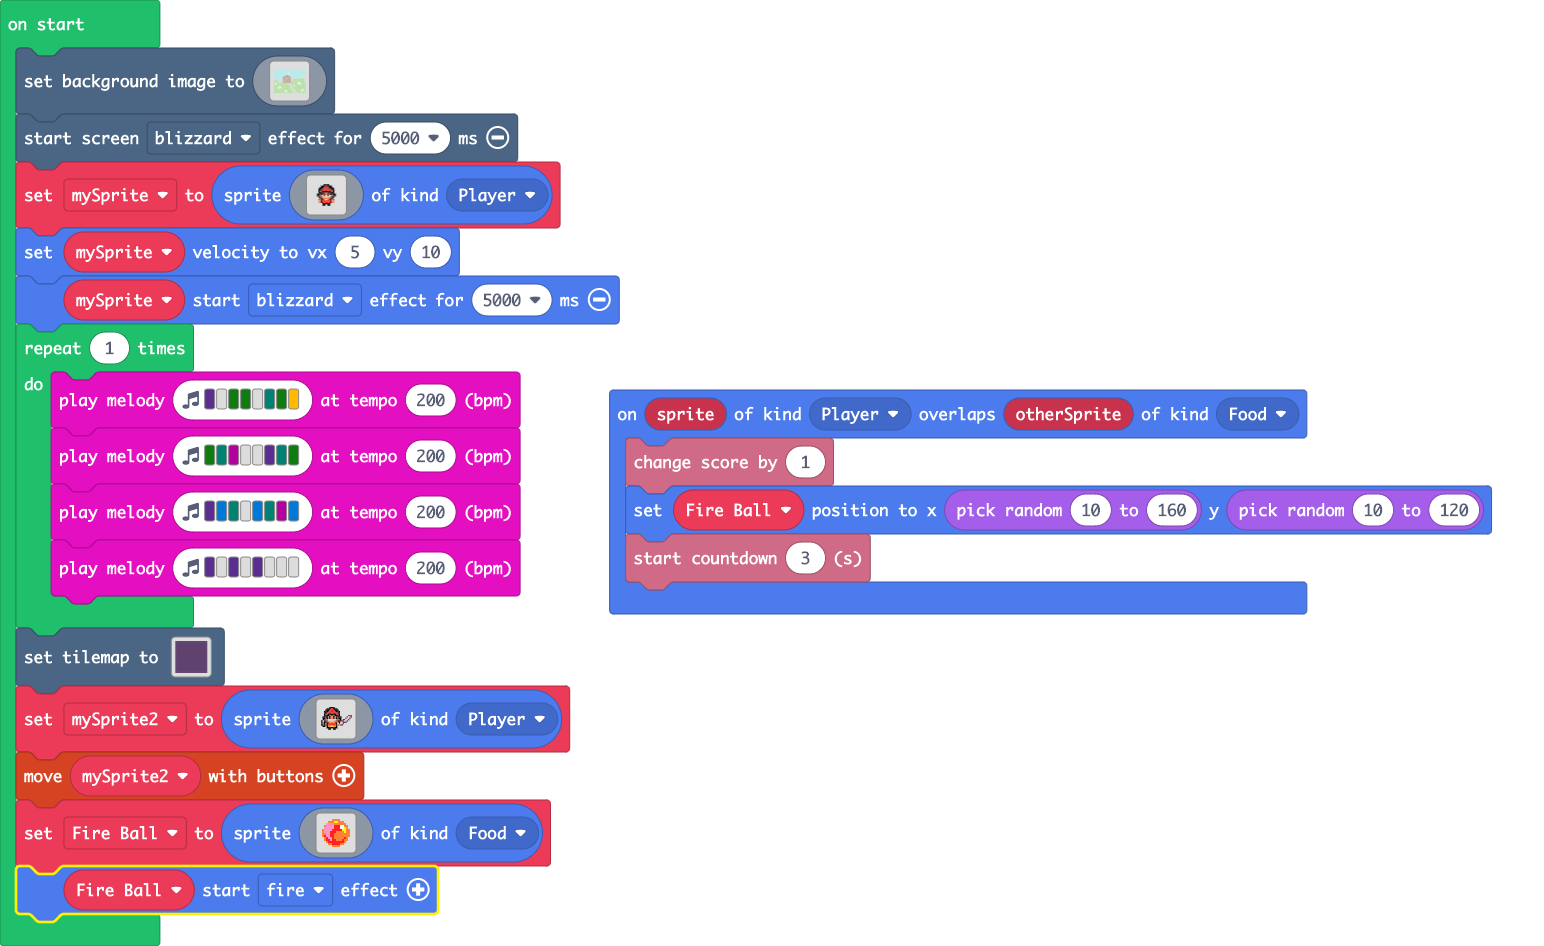 on start
set background image to
start screen blizzard effect for 5000 ms
set mySprite to sprite of kind Player
set mySprite velocity to vx 5 vy 10
mySprite start blizzard effect for 5000 ms
repeat 1 times
do
play melody at tempo 200 (bpm)
play melody at tempo 200 (bpm)
play melody at tempo 200 (bpm)
play melody at tempo 200 (bpm)
set tilemap to
set mySprite2 to sprite of kind Player
move mySprite2 with buttons
set Fire Ball to sprite of kind Food
Fire Ball start fire effect
on sprite of kind Player overlaps otherSprite of kind Food
change score by 1
set Fire Ball position to x pick random 10 to 160 y pick random 10 to 120
start countdown 3 (s)